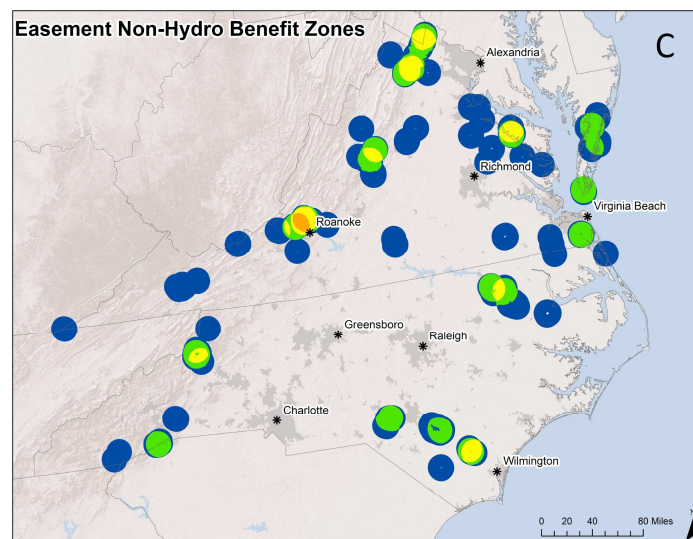 Easement Non-Hydro Benefit Zones
C
Alexandria
Richmond
Virginia Beach
Roanoke
Greensboro
Raleigh
Charlotte
Wilmington
0 20 40 80 Miles